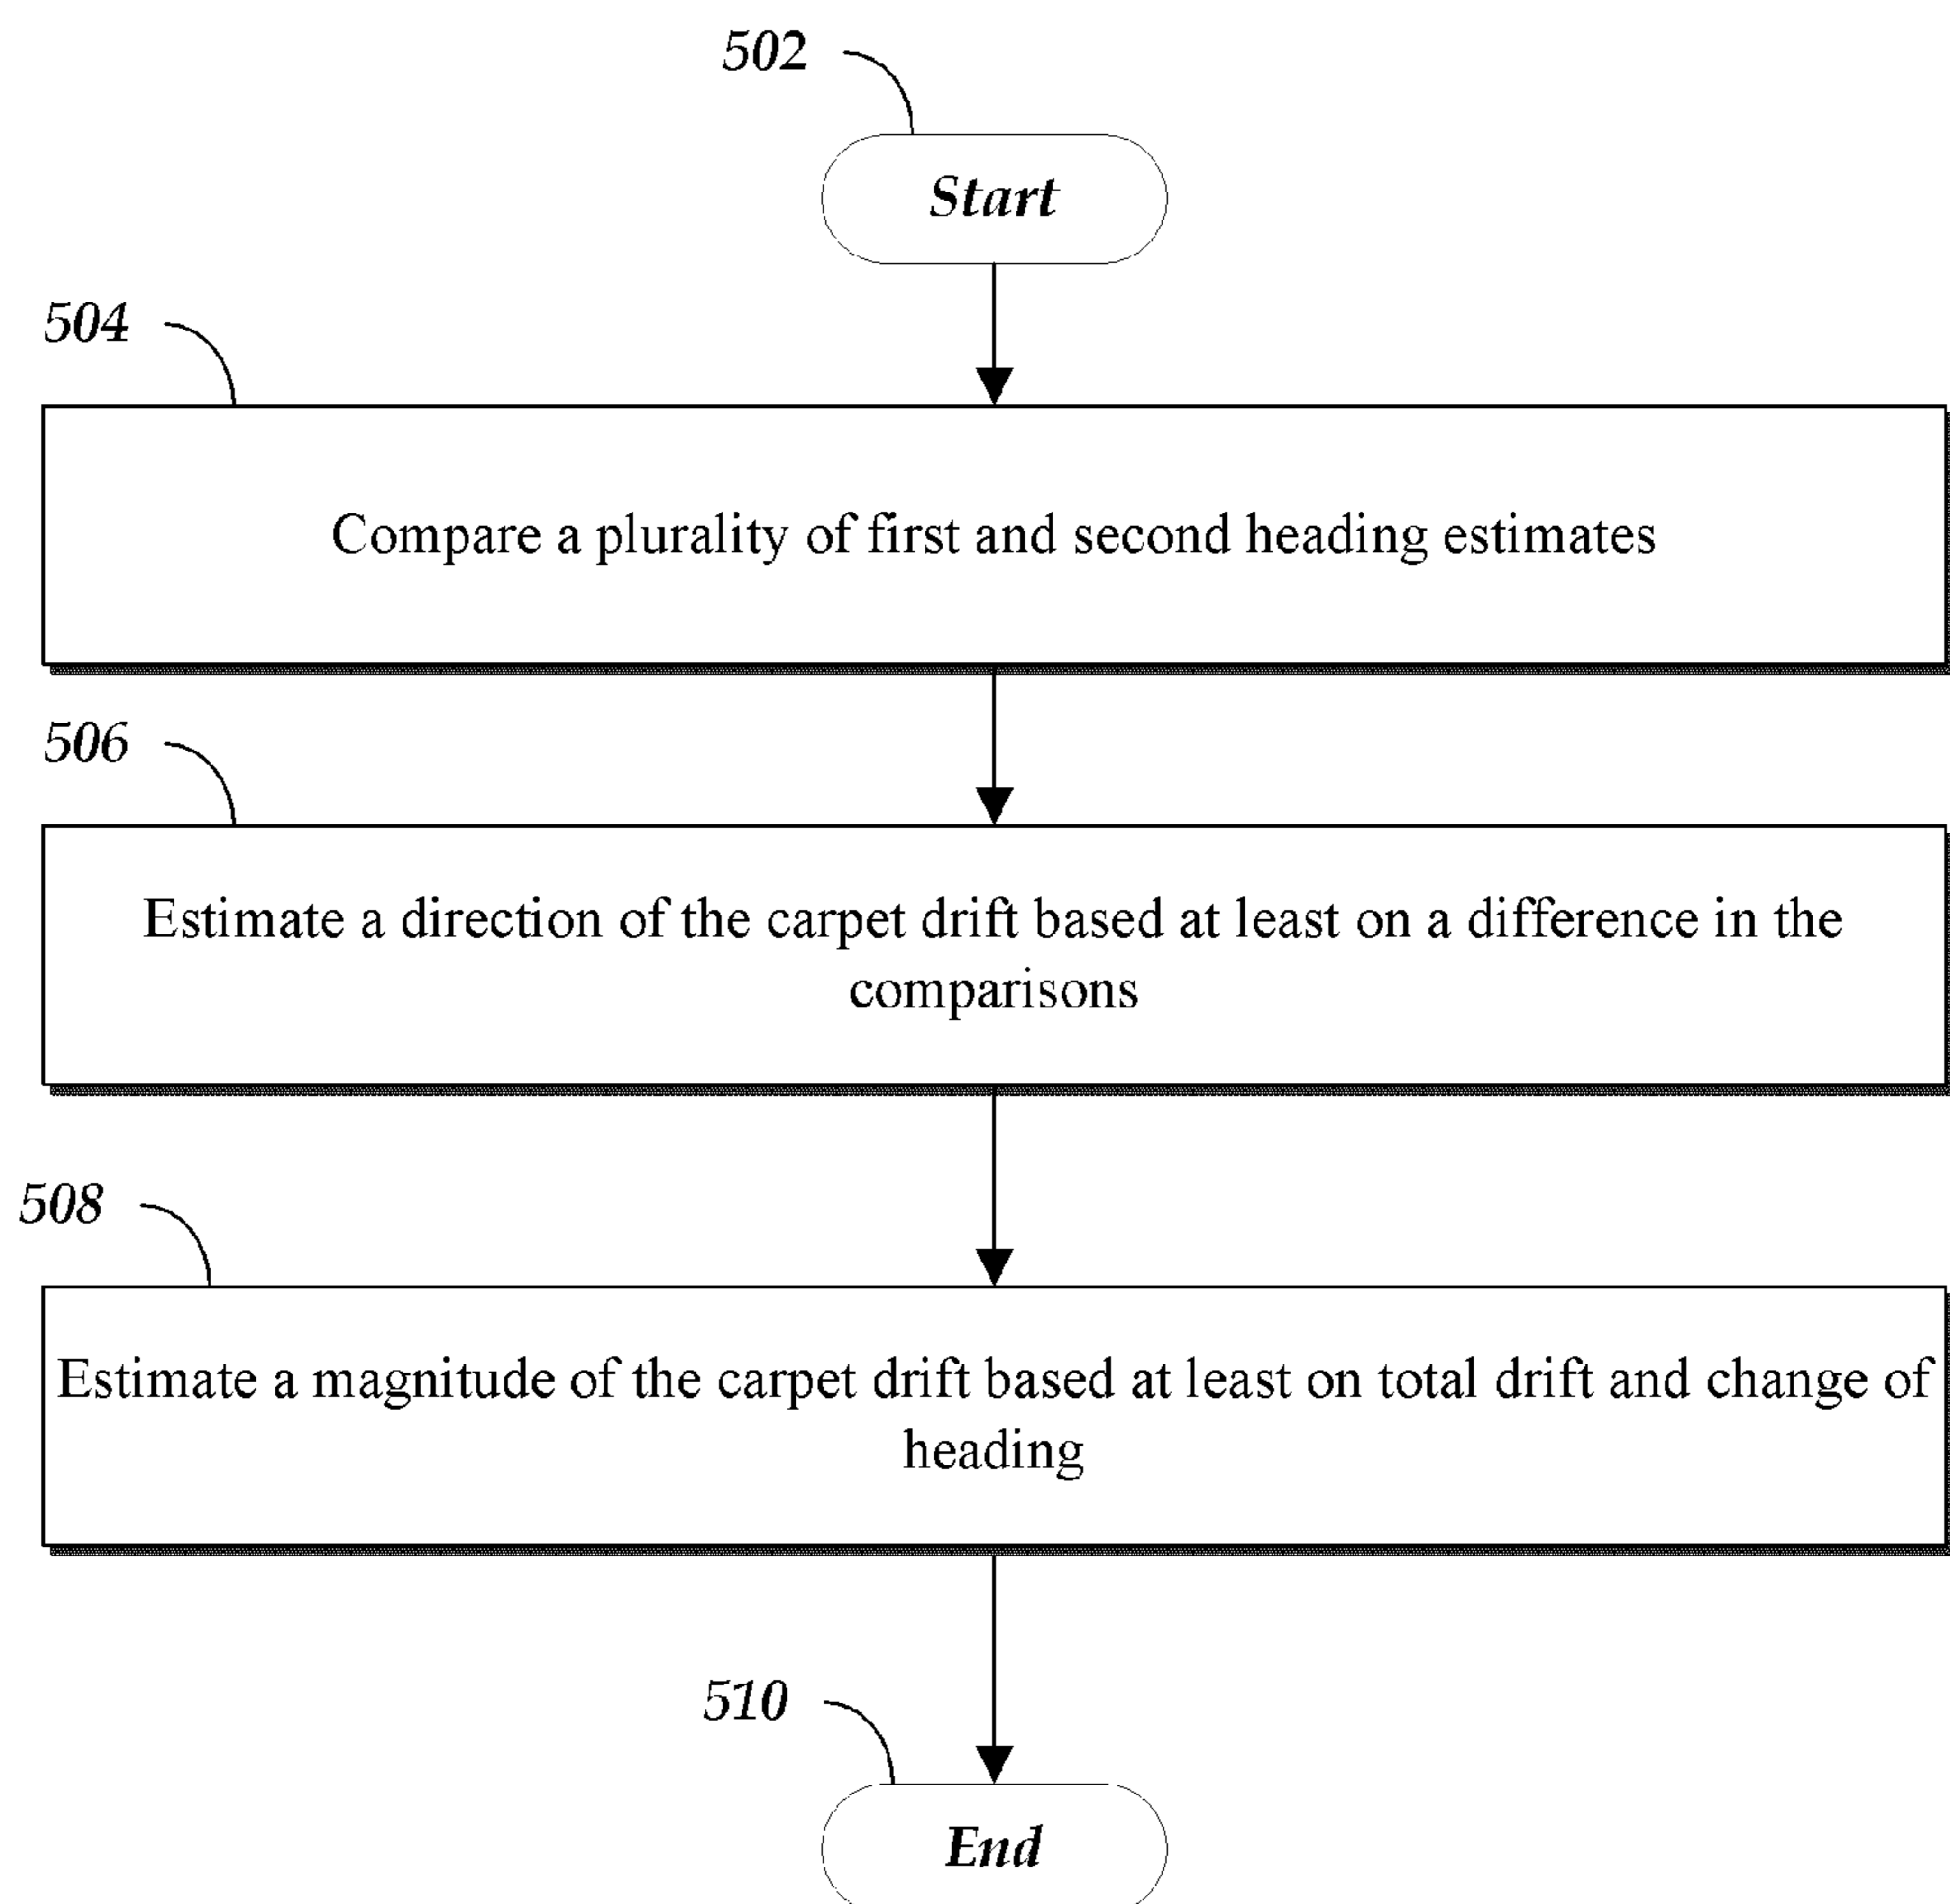 502
Start
504
Compare a plurality of first and second heading estimates
506
Estimate a direction of the carpet drift based at least on a difference in the
comparisons
508
Estimate a magnitude of the carpet drift based at least on total drift and change of
heading
510
End